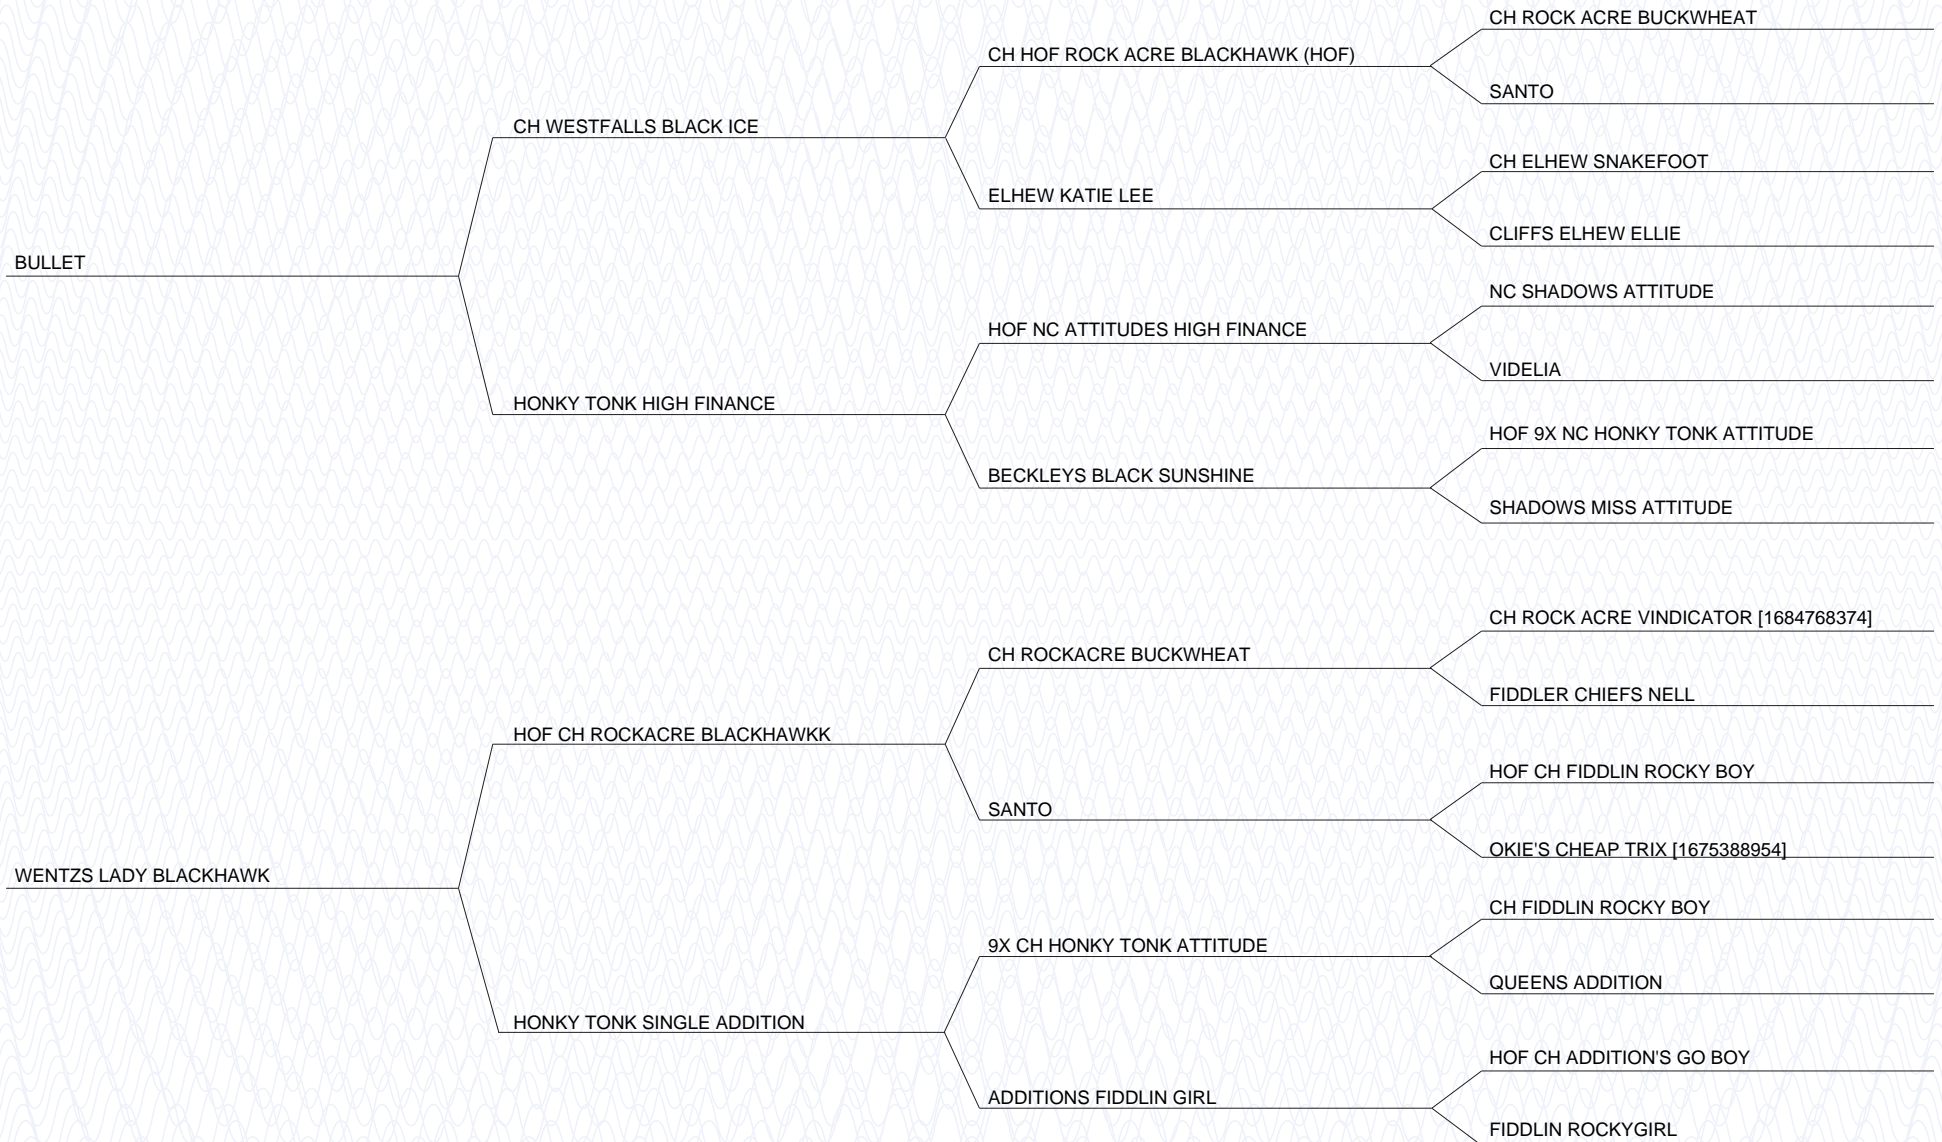 CH ROCK ACRE BUCKWHEAT
CH HOF ROCK ACRE BLACKHAWK (HOF)
SANTO
CH WESTFALLS BLACK ICE
CH ELHEW SNAKEFOOT
ELHEW KATIE LEE
CLIFFS ELHEW ELLIE
BULLET
NC SHADOWS ATTITUDE
HOF NC ATTITUDES HIGH FINANCE
VIDELIA
HONKY TONK HIGH FINANCE
HOF 9X NC HONKY TONK ATTITUDE
BECKLEYS BLACK SUNSHINE
SHADOWS MISS ATTITUDE
CH ROCK ACRE VINDICATOR [1684768374]
CH ROCKACRE BUCKWHEAT
FIDDLER CHIEFS NELL
HOF CH ROCKACRE BLACKHAWKK
HOF CH FIDDLIN ROCKY BOY
SANTO
OKIE'S CHEAP TRIX [1675388954]
WENTZS LADY BLACKHAWK
CH FIDDLIN ROCKY BOY
9X CH HONKY TONK ATTITUDE
QUEENS ADDITION
HONKY TONK SINGLE ADDITION
HOF CH ADDITION'S GO BOY
ADDITIONS FIDDLIN GIRL
FIDDLIN ROCKYGIRL